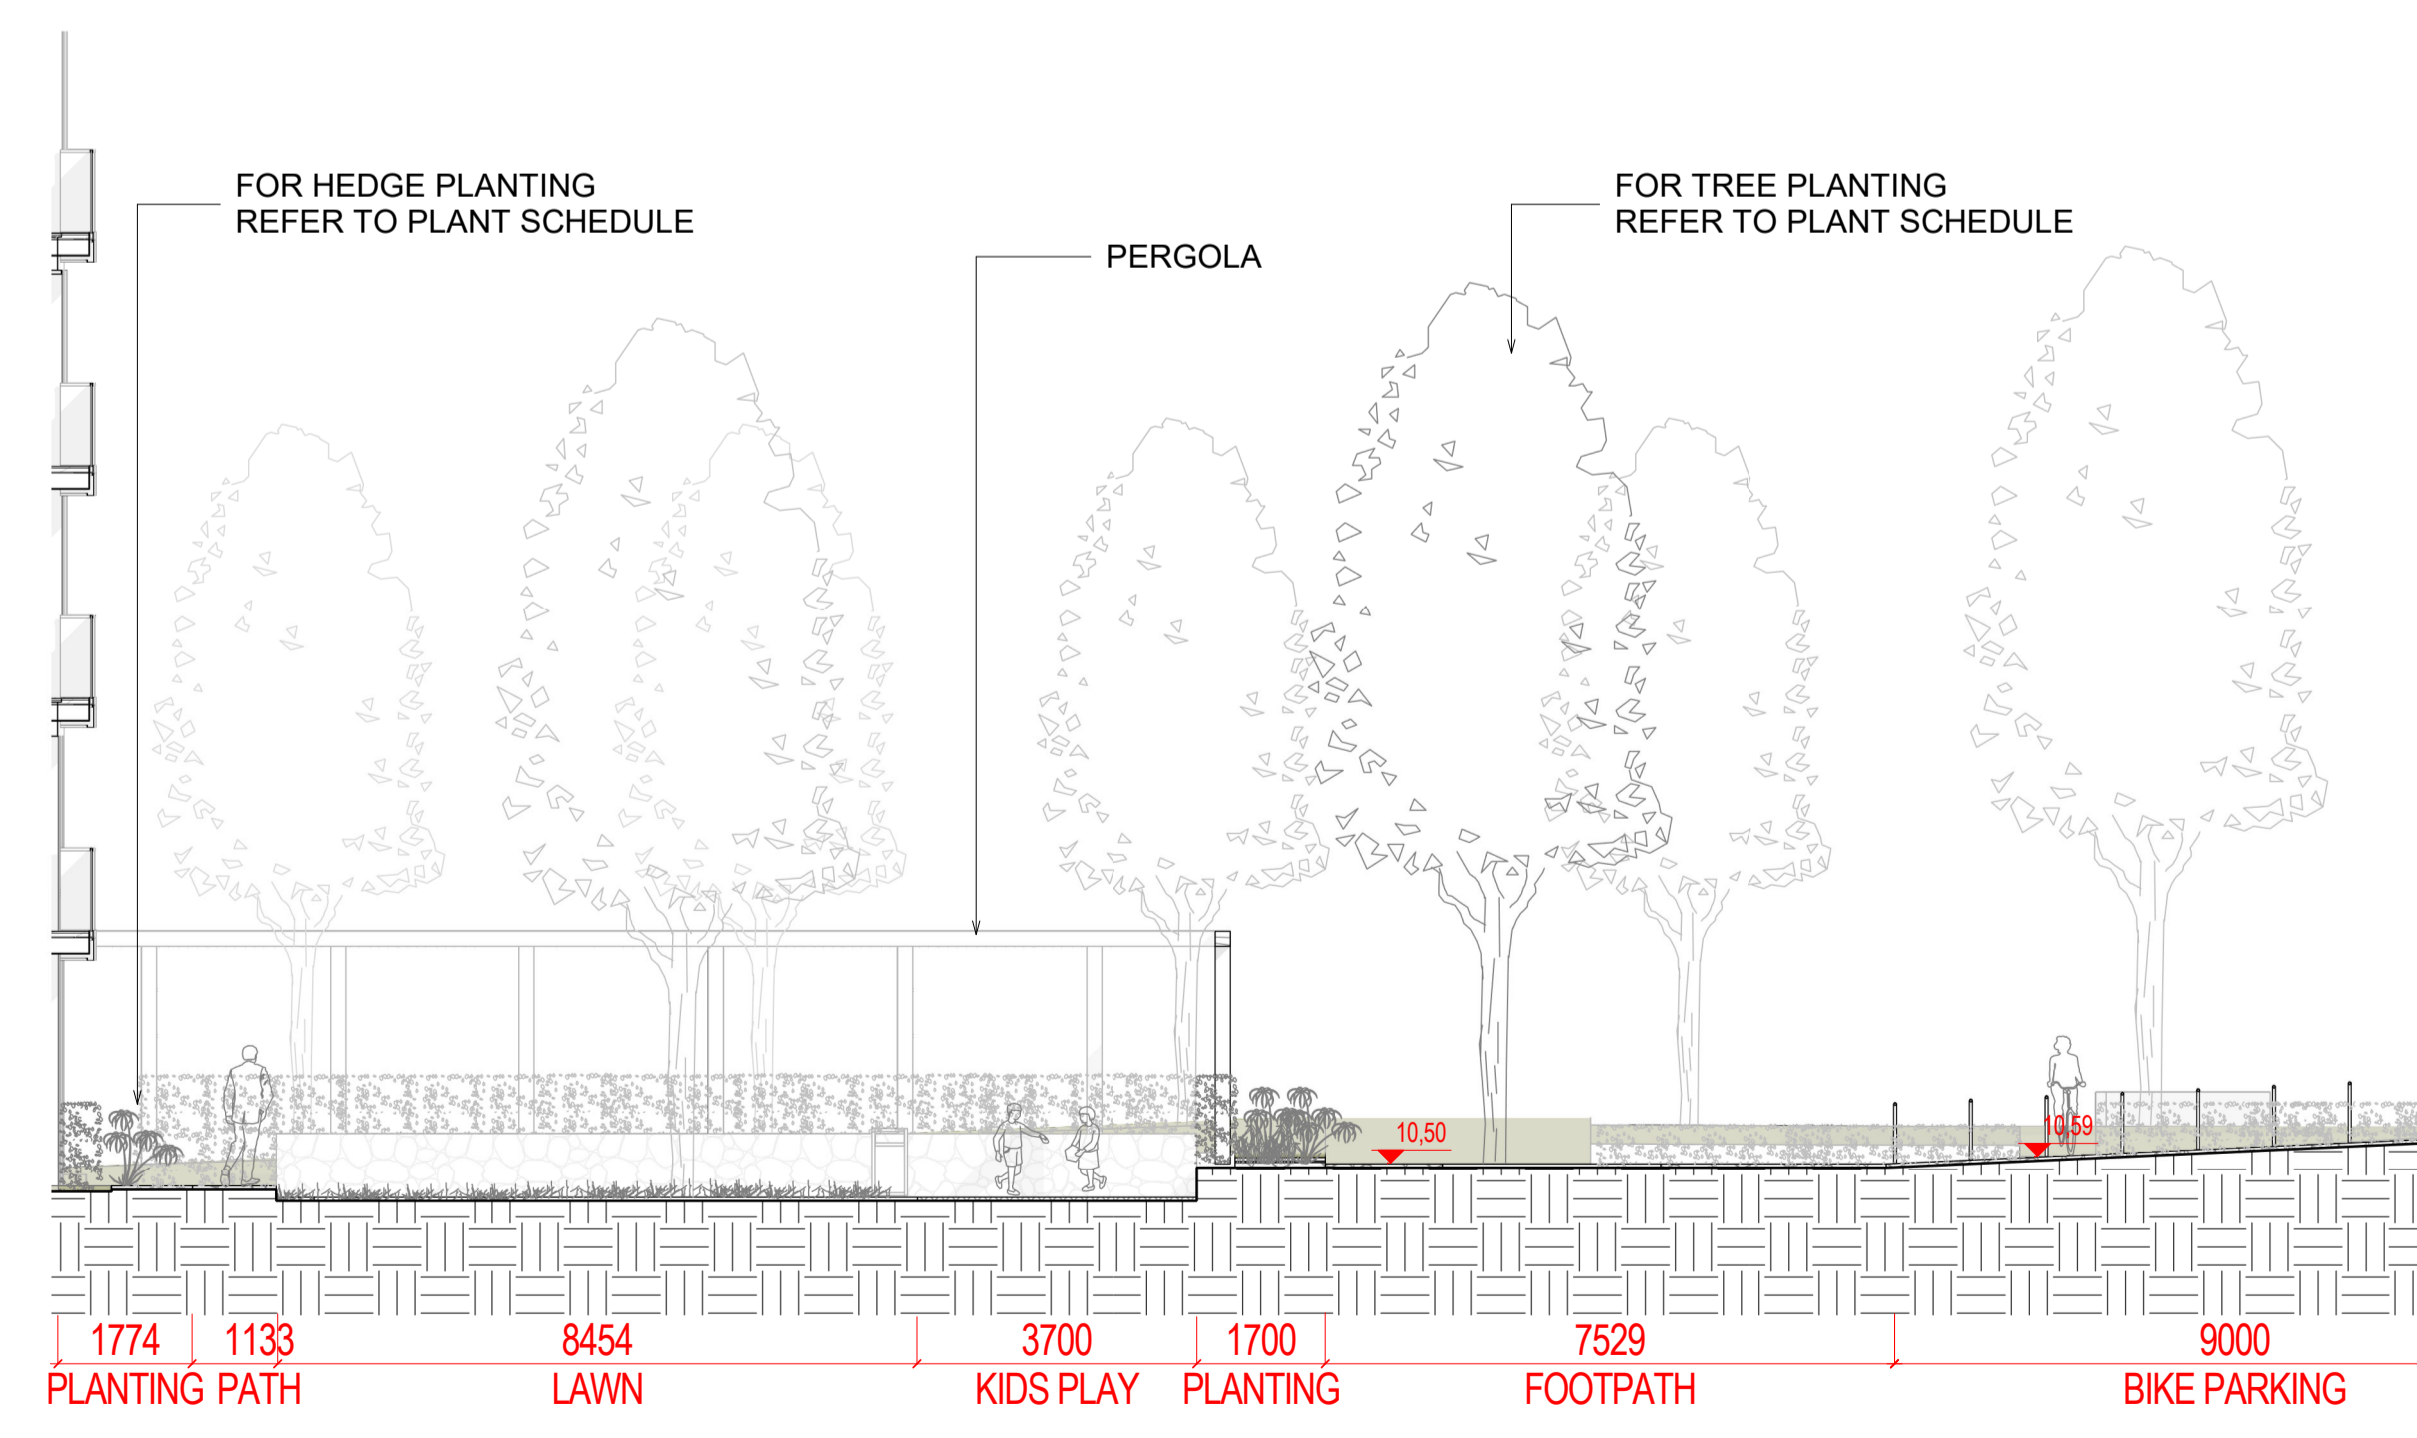 FOR HEDGE PLANTING
REFER TO PLANT SCHEDULE
PERGOLA
FOR TREE PLANTING
REFER TO PLANT SCHEDULE
10,50
10,59
1774 1133 8454 3700 1700 7529 9000
PLANTING PATH LAWN KIDS PLAY PLANTING FOOTPATH BIKE PARKING